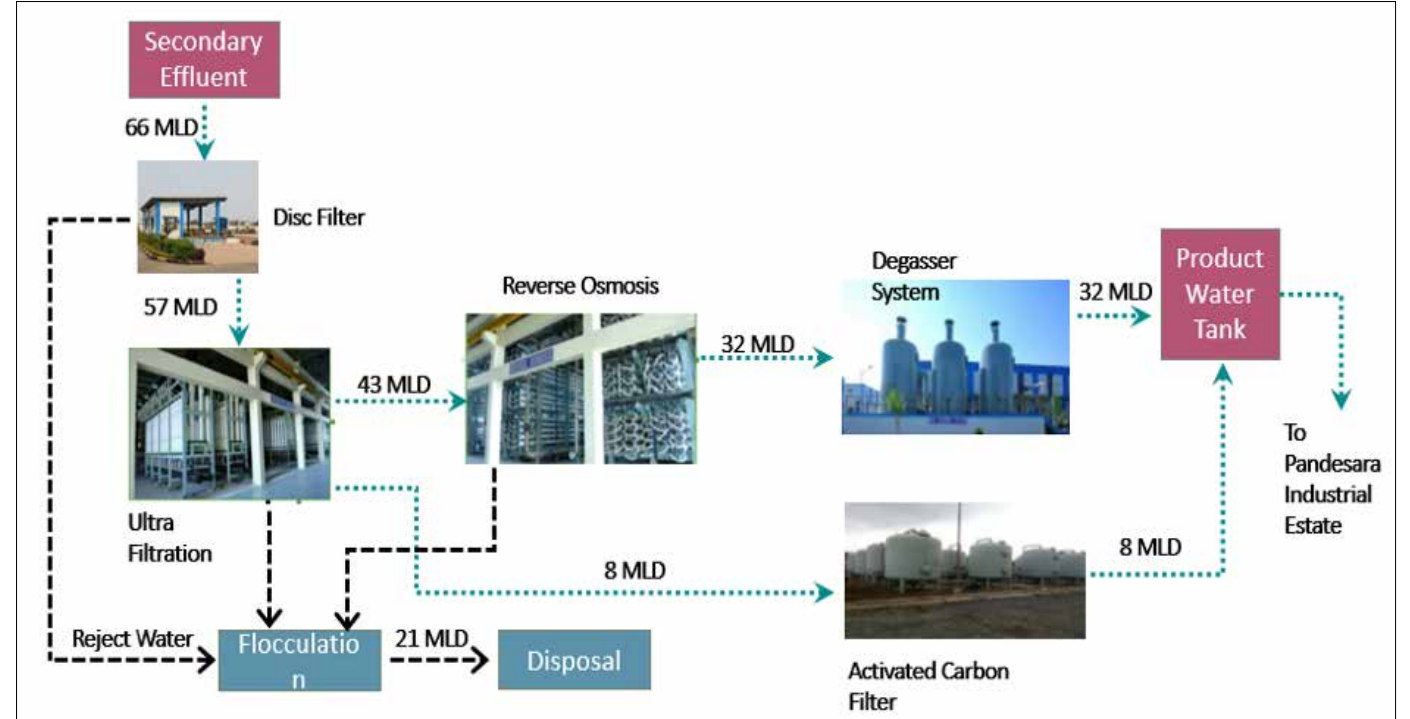 Secondary
Effluent
66 MLD
Disc Filter
57 MLD
Reverse Osmosis
Degasser
System
32 MLD
Product
Water
Tank
43 MLD
32 MLD
To
Pandesara
Industrial
Estate
Ultra
Filtration
8 MLD
8 MLD
Reject Water
Flocculatio
n
21 MLD
Disposal
Activated Carbon
Filter